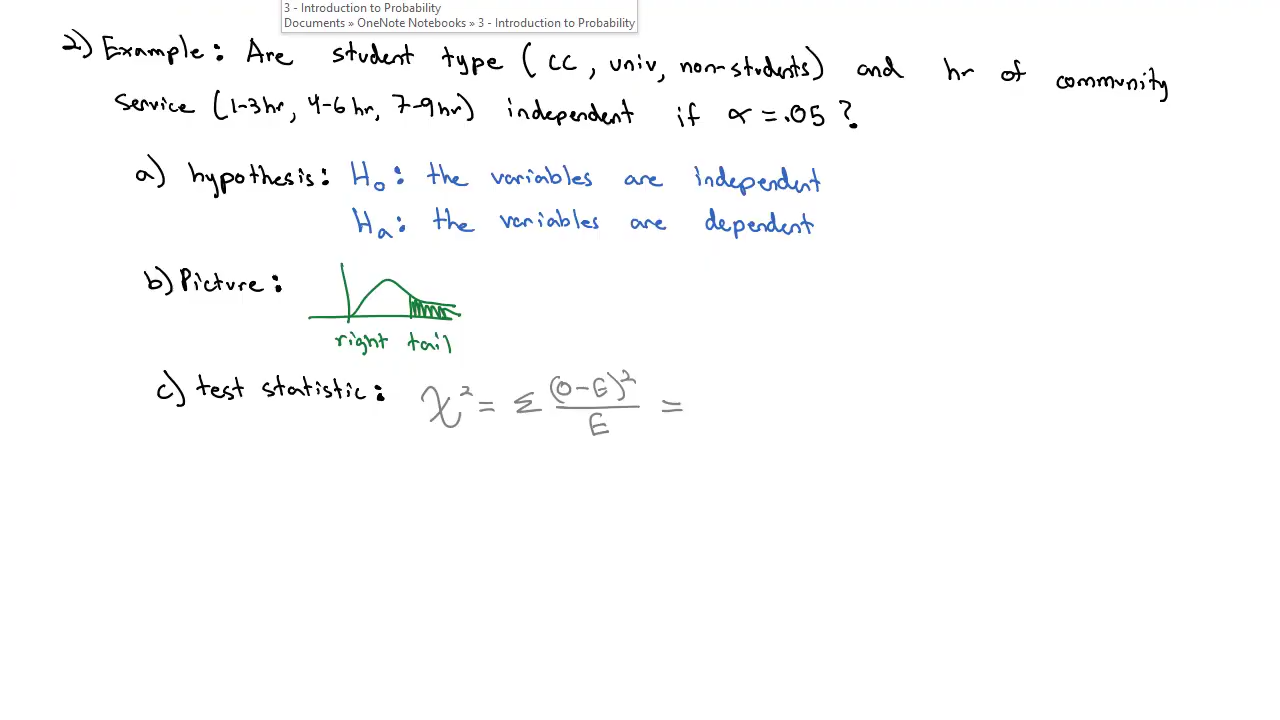 3 - Introduction to Probability
Documents » OneNote Notebooks » 3 - Introduction to Probability
2) Example: Are student type (CC, univ, non-students) and hr of community
service (1-3hr, 4-6 hr, 7-9hr) independent if α = .05 ?
a) hypothesis: H₀: the variables are independent
Hₐ: the variables are dependent
b) Picture:
right tail
c) test statistic: χ² = Σ (O-E)²/E =